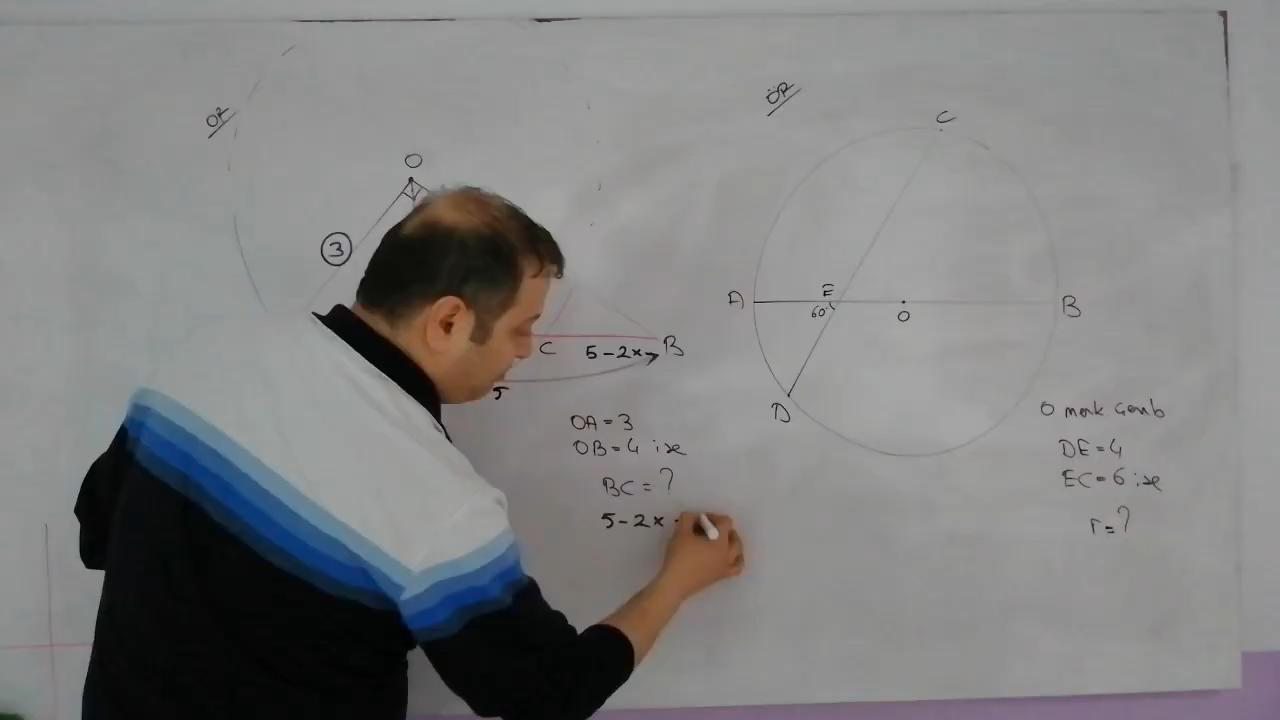 ÖR
O
3
C
B
5-2x
5
OA=3
OB=4 ise
BC=?
5-2x
ÖR
C
A
E
60°
O
B
D
O merk Çemb
DE=4
EC=6 ise
r=?